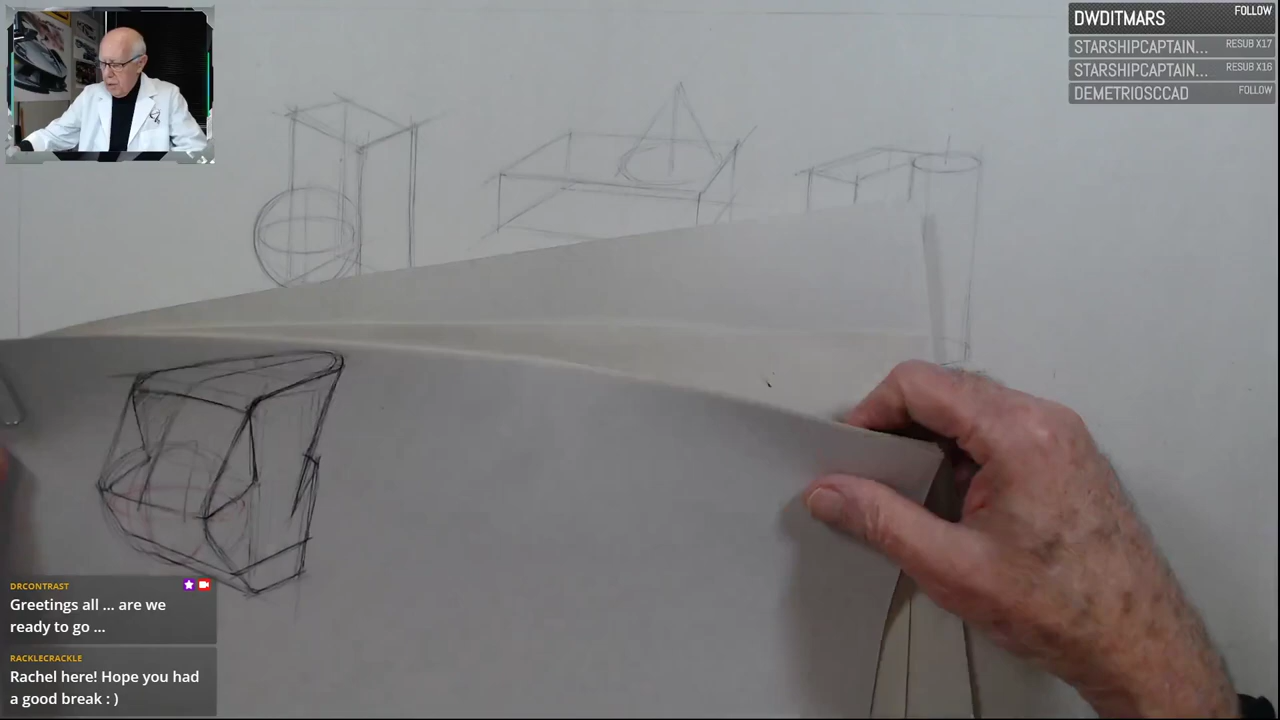 DWDITMARS FOLLOW
STARSHIPCAPTAIN... RESUB X17
STARSHIPCAPTAIN... RESUB X16
DEMETRIOSCCAD FOLLOW
DRCONTRAST
Greetings all ... are we
ready to go ...
RACKLECRACKLE
Rachel here! Hope you had
a good break : )